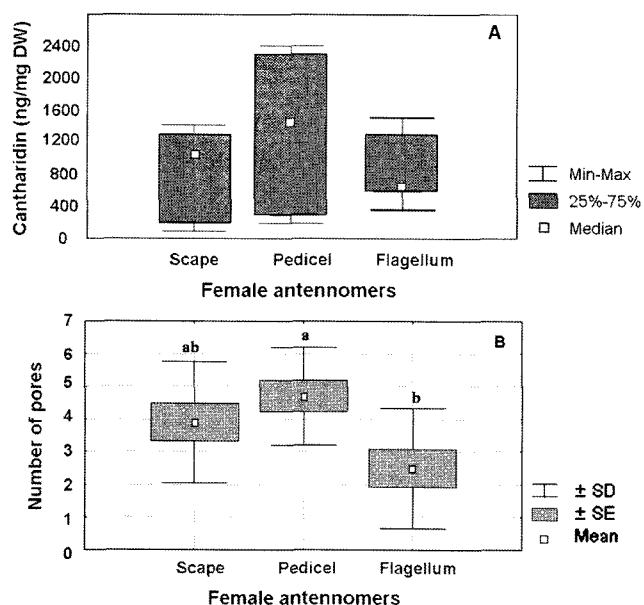 A
Cantharidin (ng/mg DW)
2400
2000
1600
1200
800
400
0
Scape Pedicel Flagellum
Female antennomers
Min-Max
25%-75%
Median
B
Number of pores
7
6
5
4
3
2
1
0
ab a b
Scape Pedicel Flagellum
Female antennomers
± SD
± SE
Mean